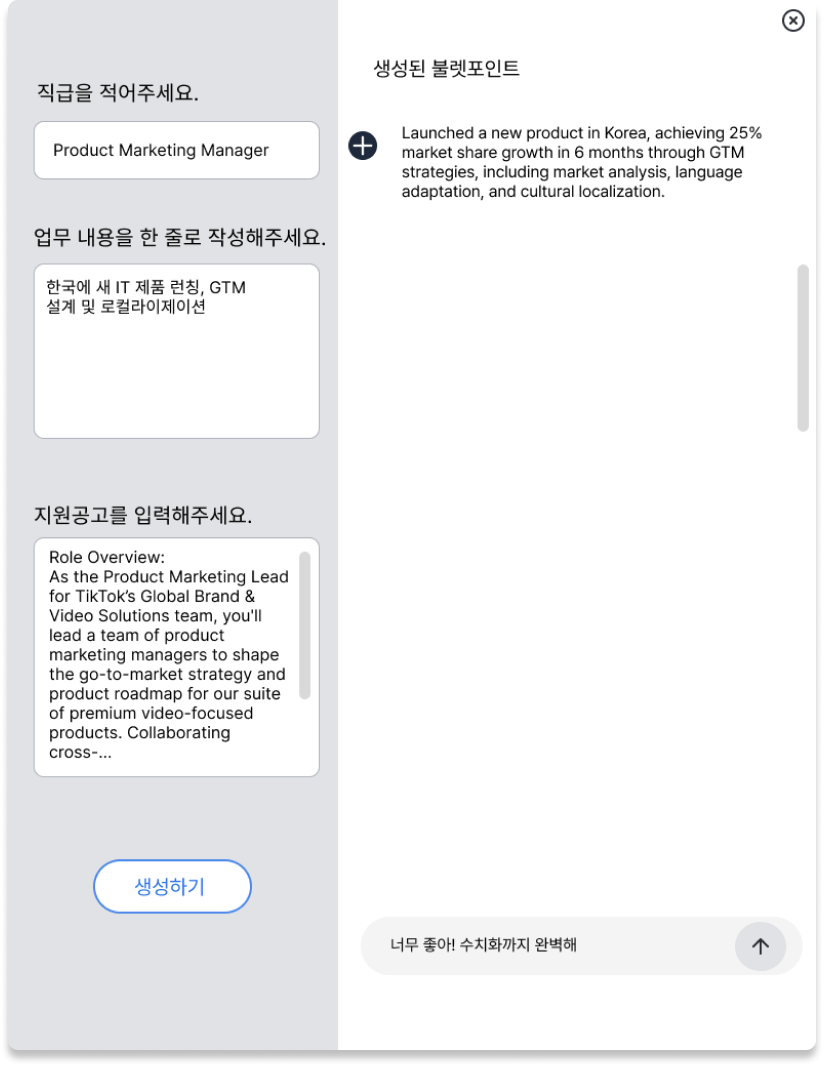 직급을 적어주세요.
Product Marketing Manager
업무 내용을 한 줄로 작성해주세요.
한국에 새 IT 제품 런칭, GTM
설계 및 로컬라이제이션
지원공고를 입력해주세요.
Role Overview:
As the Product Marketing Lead
for TikTok’s Global Brand &
Video Solutions team, you'll
lead a team of product
marketing managers to shape
the go-to-market strategy and
product roadmap for our suite
of premium video-focused
products. Collaborating
cross-...
생성하기
생성된 불렛포인트
Launched a new product in Korea, achieving 25%
market share growth in 6 months through GTM
strategies, including market analysis, language
adaptation, and cultural localization.
너무 좋아! 수치화까지 완벽해